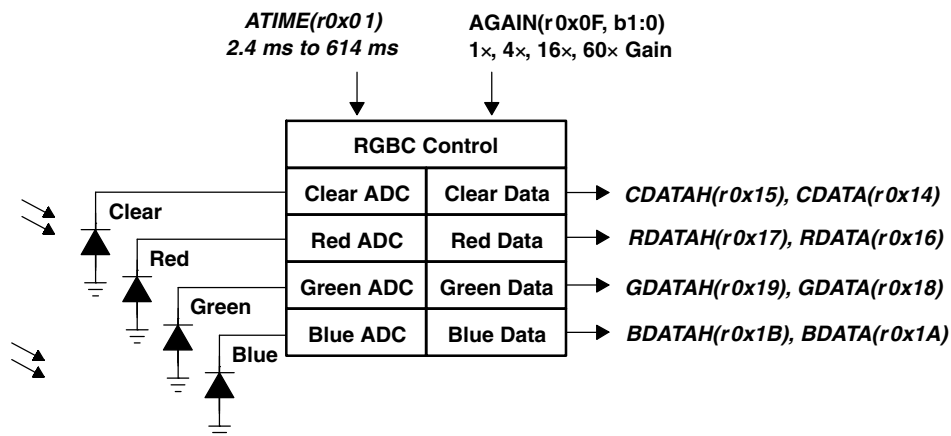 ATIME(r0x01)
2.4 ms to 614 ms
AGAIN(r0x0F, b1:0)
1×, 4×, 16×, 60× Gain
RGBC Control
Clear
Clear ADC
Clear Data
CDATAH(r0x15), CDATA(r0x14)
Red
Red ADC
Red Data
RDATAH(r0x17), RDATA(r0x16)
Green
Green ADC
Green Data
GDATAH(r0x19), GDATA(r0x18)
Blue
Blue ADC
Blue Data
BDATAH(r0x1B), BDATA(r0x1A)